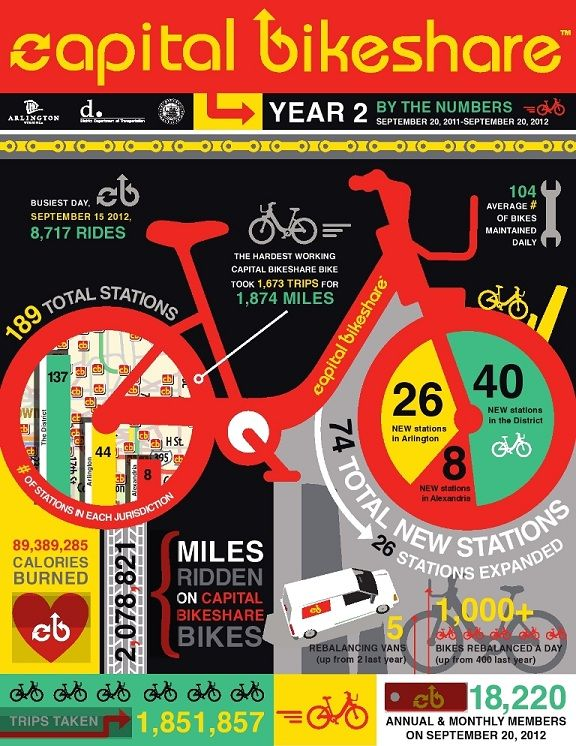 capital bikeshare™
ARLINGTON
VIRGINIA
d.
District Department of Transportation
YEAR 2 BY THE NUMBERS
SEPTEMBER 20, 2011-SEPTEMBER 20, 2012
BUSIEST DAY,
SEPTEMBER 15 2012,
8,717 RIDES
cb
THE HARDEST WORKING
CAPITAL BIKESHARE BIKE
TOOK 1,673 TRIPS FOR
1,874 MILES
104
AVERAGE #
OF BIKES
MAINTAINED
DAILY
189 TOTAL STATIONS
137
The District
44
Arlington
8
Alexandria
H St.
395
17th St
# OF STATIONS IN EACH JURISDICTION
capital bikeshare
26
NEW stations
in Arlington
40
NEW stations
in the District
8
NEW stations
in Alexandria
74 TOTAL NEW STATIONS
26 STATIONS EXPANDED
89,389,285
CALORIES
BURNED
cb
2,078,821
MILES
RIDDEN
ON CAPITAL
BIKESHARE
BIKES
5
REBALANCING VANS
(up from 2 last year)
1,000+
BIKES REBALANCED A DAY
(up from 400 last year)
TRIPS TAKEN
1,851,857
cb
18,220
ANNUAL & MONTHLY MEMBERS
ON SEPTEMBER 20, 2012